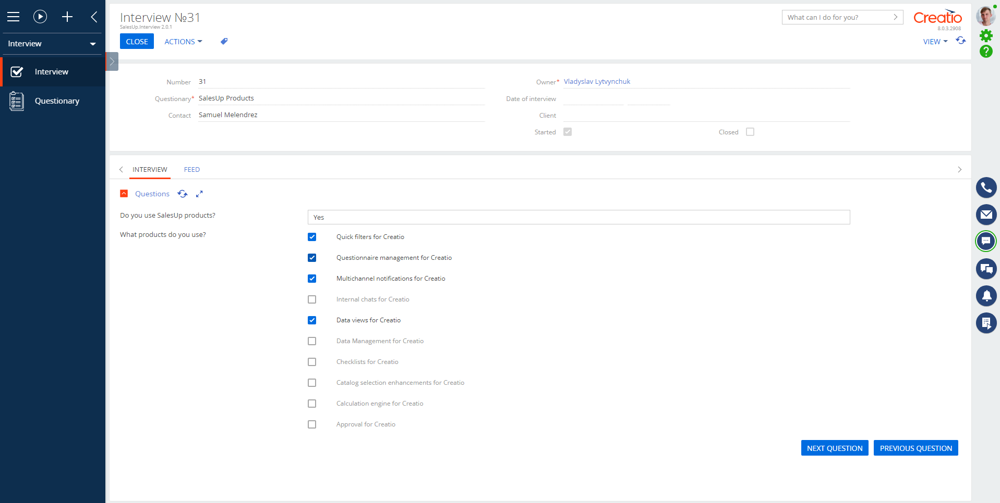 Interview
Interview
Questionary
Interview №31
SalesUp.Interview 2.0.1
CLOSE
ACTIONS
What can I do for you?
Creatio
8.0.3.2908
VIEW
?
Number 31
Questionary* SalesUp Products
Contact Samuel Melendrez
Owner* Vladyslav Lytvynchuk
Date of interview
Client
Started
Closed
INTERVIEW FEED
Questions
Do you use SalesUp products? Yes
What products do you use?
Quick filters for Creatio
Questionnaire management for Creatio
Multichannel notifications for Creatio
Internal chats for Creatio
Data views for Creatio
Data Management for Creatio
Checklists for Creatio
Catalog selection enhancements for Creatio
Calculation engine for Creatio
Approval for Creatio
NEXT QUESTION PREVIOUS QUESTION